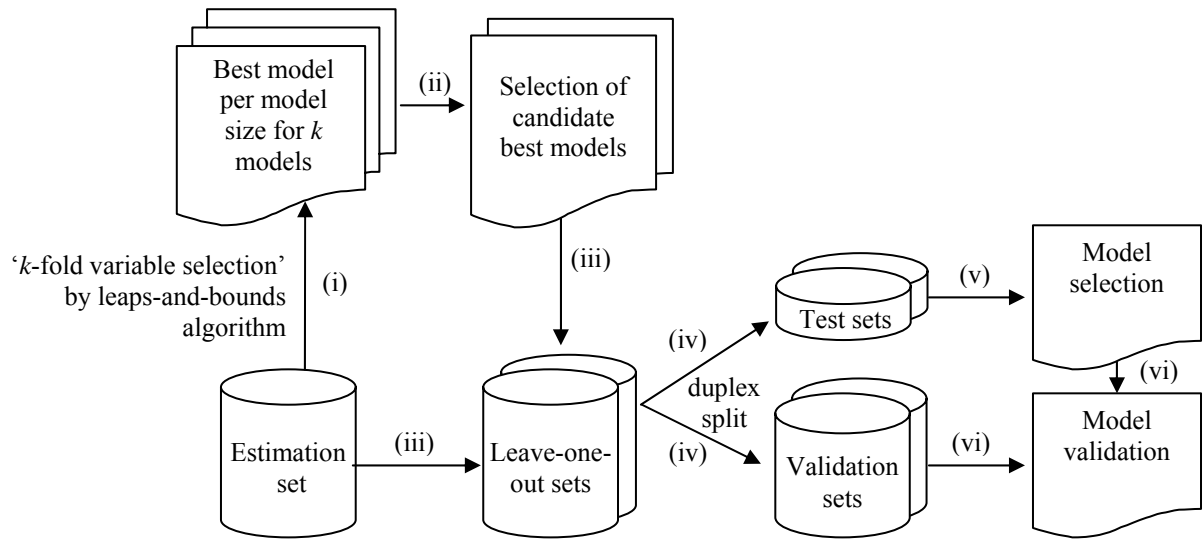 Best model
per model
size for k
models
(ii)
Selection of
candidate
best models
‘k-fold variable selection’
by leaps-and-bounds
algorithm
(i)
(iii)
Estimation
set
(iii)
Leave-one-
out sets
(iv)
duplex
split
(iv)
Test sets
(v)
Model
selection
(vi)
Validation
sets
(vi)
Model
validation